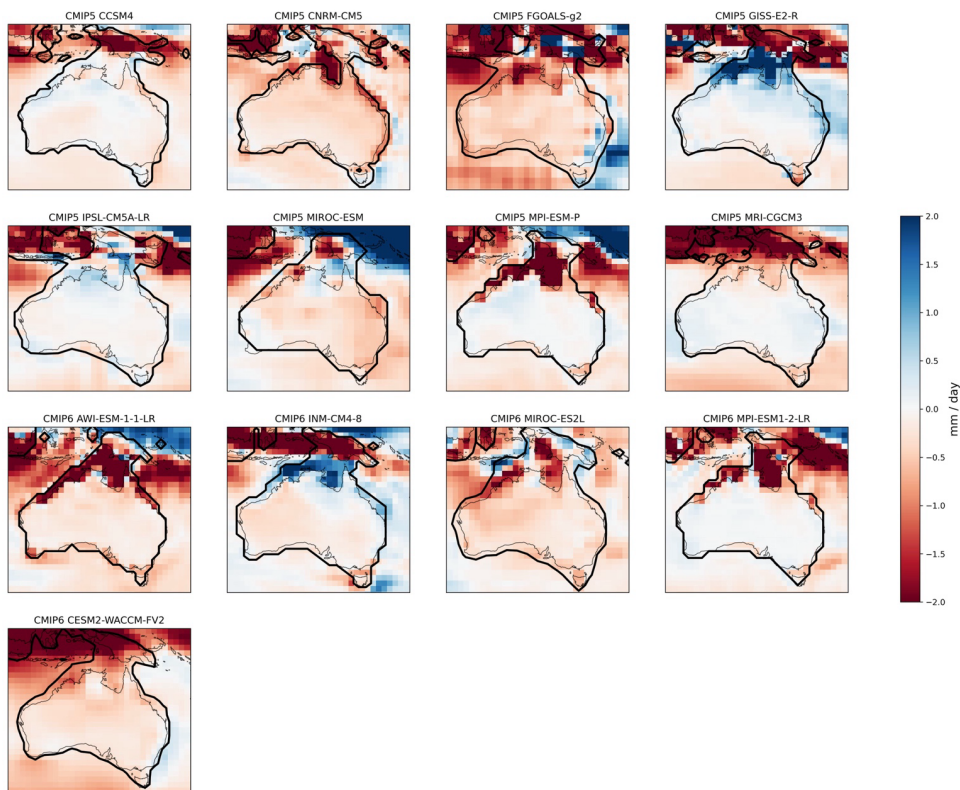 CMIP5 CCSM4
CMIP5 CNRM-CM5
CMIP5 FGOALS-g2
CMIP5 GISS-E2-R
CMIP5 IPSL-CM5A-LR
CMIP5 MIROC-ESM
CMIP5 MPI-ESM-P
CMIP5 MRI-CGCM3
CMIP6 AWI-ESM-1-1-LR
CMIP6 INM-CM4-8
CMIP6 MIROC-ES2L
CMIP6 MPI-ESM1-2-LR
CMIP6 CESM2-WACCM-FV2
2.0
1.5
1.0
0.5
0.0
−0.5
−1.0
−1.5
−2.0
mm / day